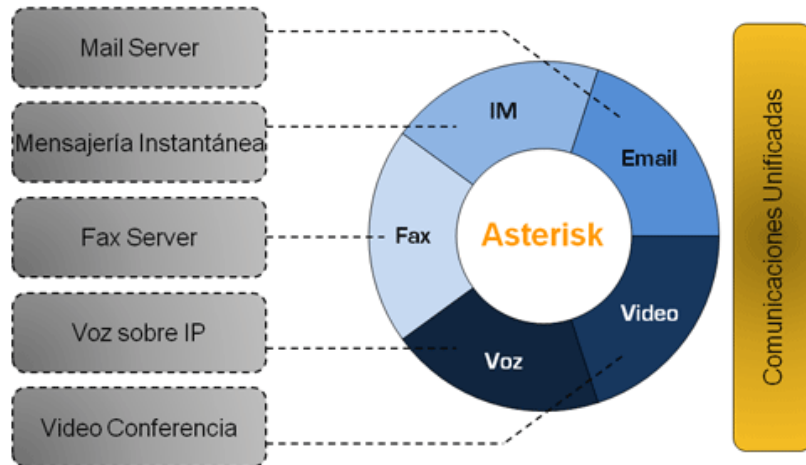 Mail Server
Mensajería Instantánea
Fax Server
Voz sobre IP
Video Conferencia
IM
Email
Fax
Asterisk
Video
Voz
Comunicaciones Unificadas